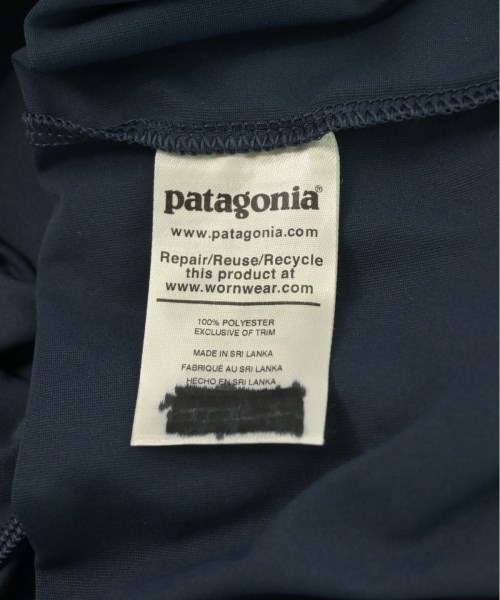 patagonia®
www.patagonia.com
Repair/Reuse/Recycle
this product at
www.wornwear.com
100% POLYESTER
EXCLUSIVE OF TRIM
MADE IN SRI LANKA
FABRIQUÉ AU SRI LANKA
HECHO EN SRI LANKA